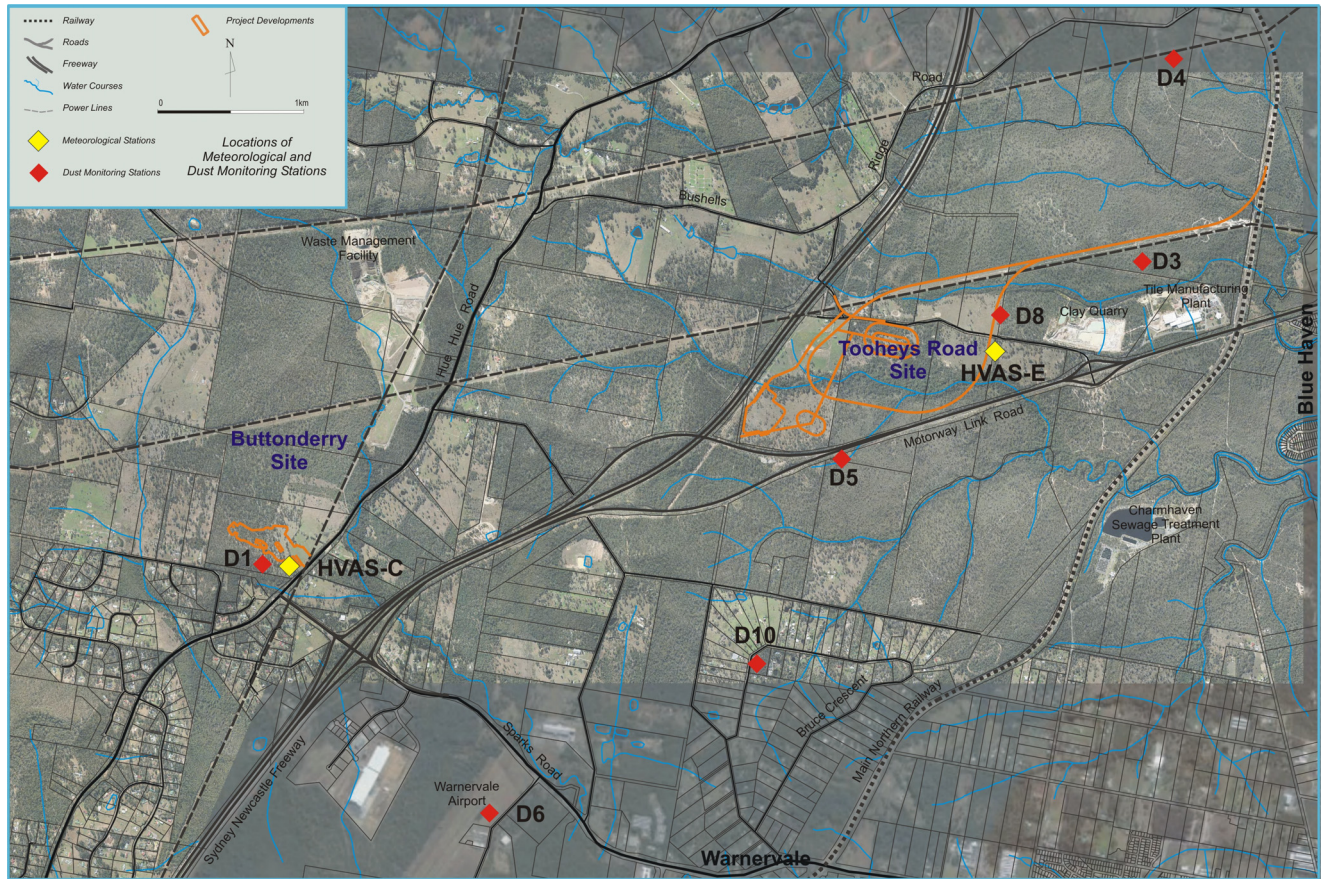 Railway
Roads
Freeway
Water Courses
Power Lines
Project Developments
N
0
1km
Meteorological Stations
Dust Monitoring Stations
Locations of
Meteorological and
Dust Monitoring Stations
D4
Road
Ridge
Bushells
Waste Management
Facility
Hue Hue Road
D3
Tile Manufacturing
Plant
D8
Clay Quarry
Tooheys Road
Site
HVAS-E
Blue Haven
Motorway Link Road
Buttonderry
Site
D5
Charmhaven
Sewage Treatment
Plant
D1
HVAS-C
D10
Bruce Crescent
Main Northern Railway
Sparks Road
Sydney Newcastle Freeway
Warnervale
Airport
D6
Warnervale